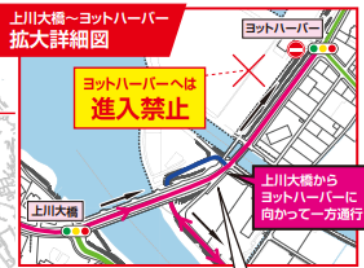 上川大橋～ヨットハーバー
拡大詳細図
ヨットハーバー
ヨットハーバーへは
進入禁止
上川大橋から
ヨットハーバーに
向かって一方通行
上川大橋